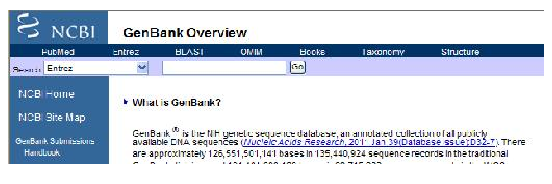 NCBI
GenBank Overview
PubMed Entrez BLAST OMIM Books Taxonomy Structure
Search Entrez Go
NCBI Home
NCBI Site Map
GenBank Submissions
Handbook
What is GenBank?
GenBank ® is the NIH genetic sequence database, an annotated collection of all publicly
available DNA sequences (Nucleic Acids Research, 2011 Jan;39(Database issue):D32-7). There
are approximately 126,551,501,141 bases in 135,440,924 sequence records in the traditional